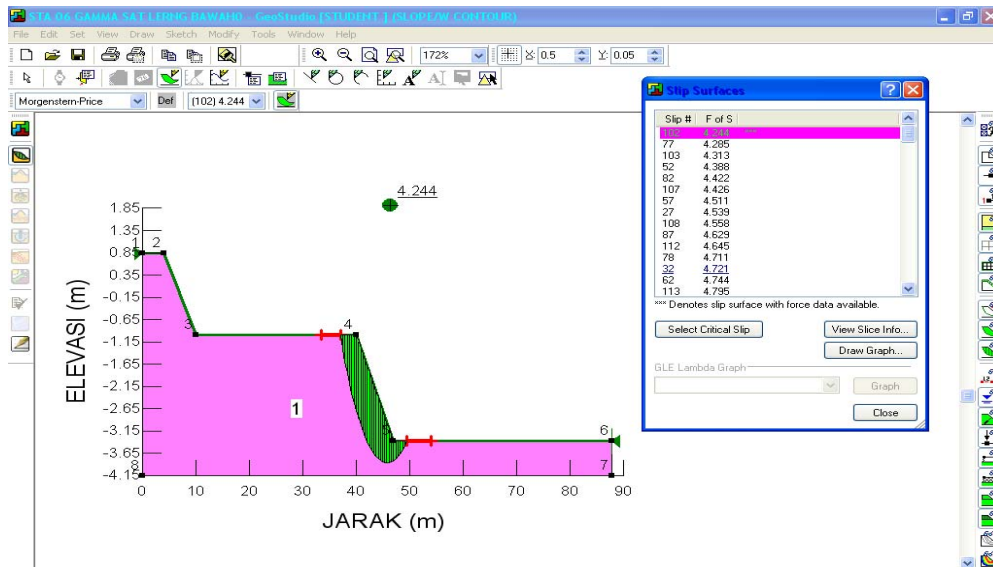 STA 06 GAMMA SAT LERNG BAWAH0 - GeoStudio [STUDENT ] (SLOPE/W CONTOUR)
File Edit Set View Draw Sketch Modify Tools Window Help
172% X: 0.5 Y: 0.05
Morgenstern-Price Def (102) 4.244
Slip Surfaces
Slip # F of S
102 4.244 ***
77 4.285
103 4.313
52 4.388
82 4.422
107 4.426
57 4.511
27 4.539
108 4.558
87 4.629
112 4.645
78 4.711
32 4.721
62 4.744
113 4.795
*** Denotes slip surface with force data available.
Select Critical Slip View Slice Info...
Draw Graph...
GLE Lambda Graph
Graph
Close
4.244
ELEVASI (m)
1.85
1.35
0.85
0.35
-0.15
-0.65
-1.15
-1.65
-2.15
-2.65
-3.15
-3.65
-4.15
1 2
3 4
1
5 6
8 7
0 10 20 30 40 50 60 70 80 90
JARAK (m)